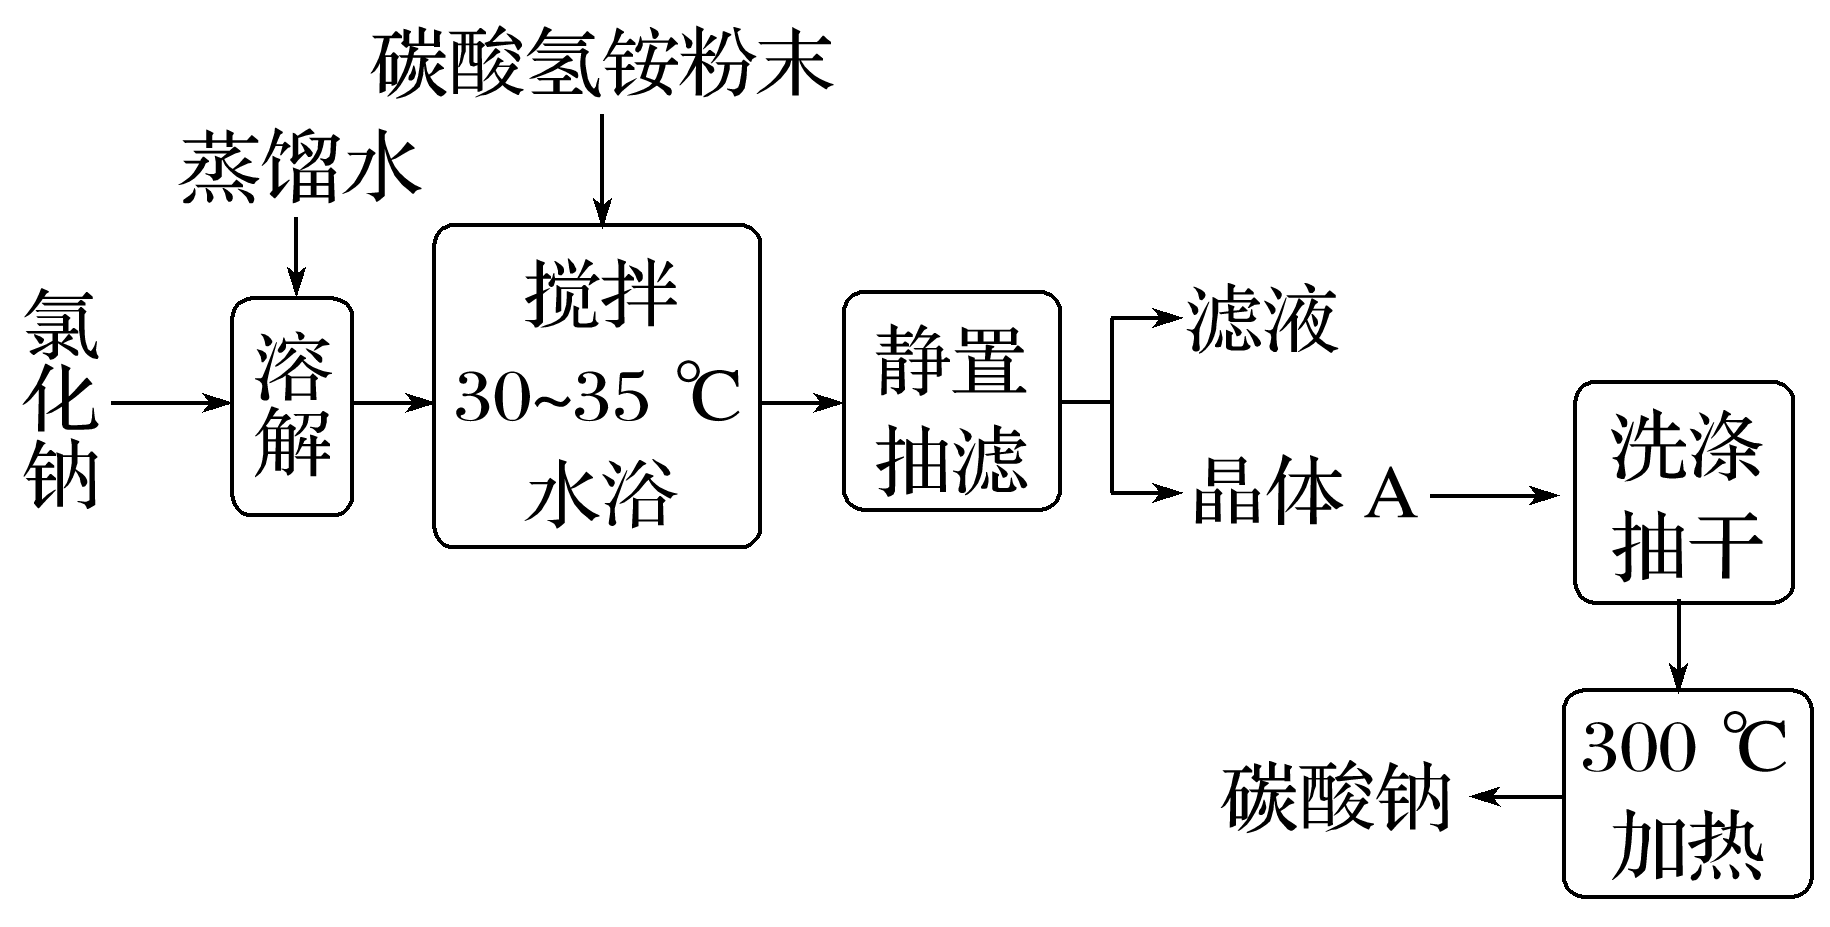 碳酸氢铵粉末
蒸馏水
氯化钠
溶解
搅拌
30~35 ℃
水浴
静置
抽滤
滤液
晶体 A
洗涤
抽干
300 ℃
加热
碳酸钠